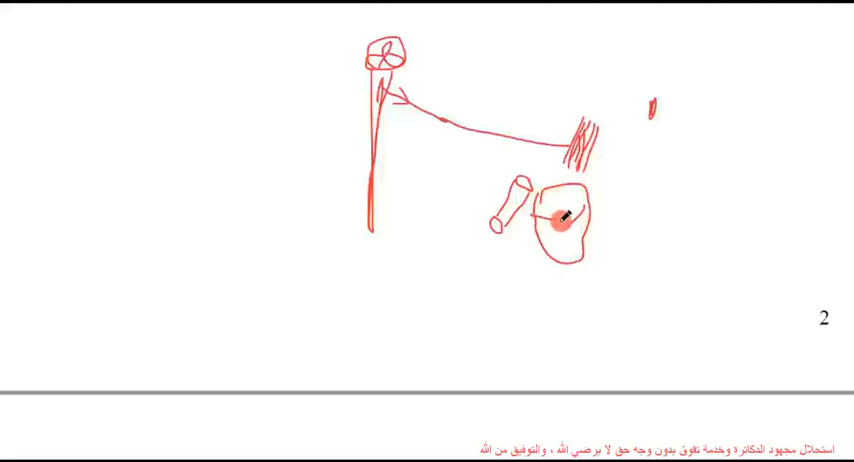 2
استحلال مجهود الدكاترة وخدمة تفوق بدون وجه حق لا يرضي الله ، والتوفيق من الله